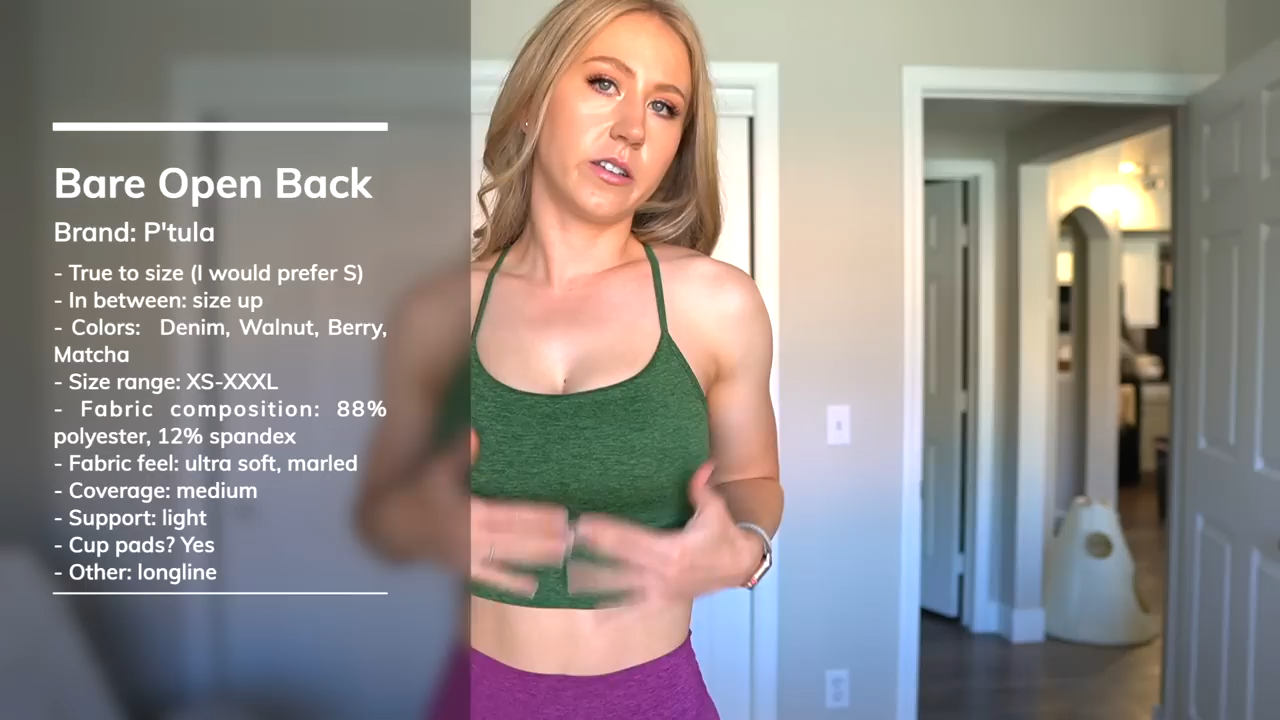 Bare Open Back
Brand: P'tula
- True to size (I would prefer S)
- In between: size up
- Colors: Denim, Walnut, Berry,
Matcha
- Size range: XS-XXXL
- Fabric composition: 88%
polyester, 12% spandex
- Fabric feel: ultra soft, marled
- Coverage: medium
- Support: light
- Cup pads? Yes
- Other: longline